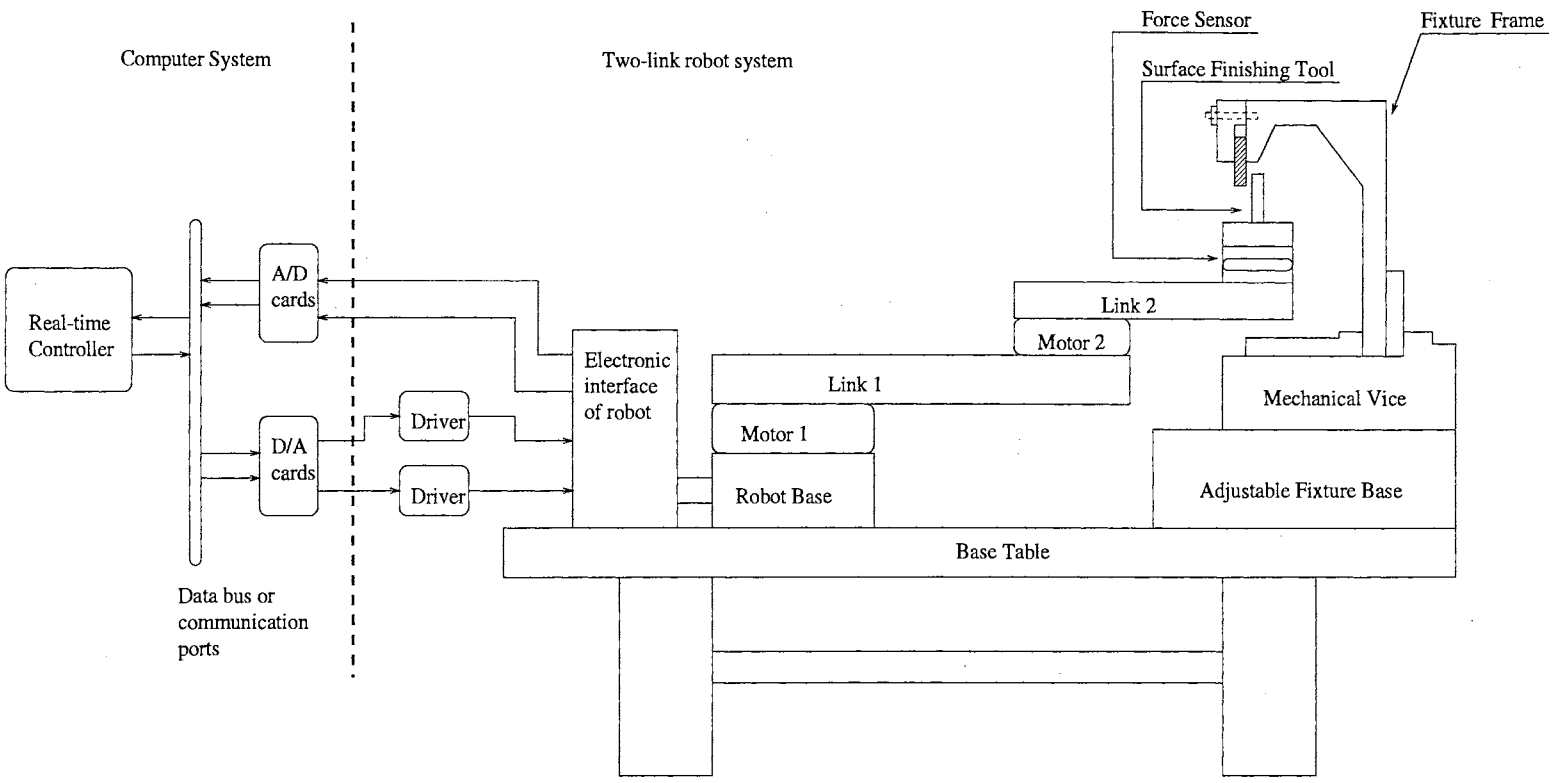 Force Sensor
Fixture Frame
Computer System
Two-link robot system
Surface Finishing Tool
A/D
cards
Real-time
Controller
Link 2
Motor 2
Electronic
interface
of robot
Link 1
Mechanical Vice
Driver
Motor 1
D/A
cards
Driver
Robot Base
Adjustable Fixture Base
Base Table
Data bus or
communication
ports